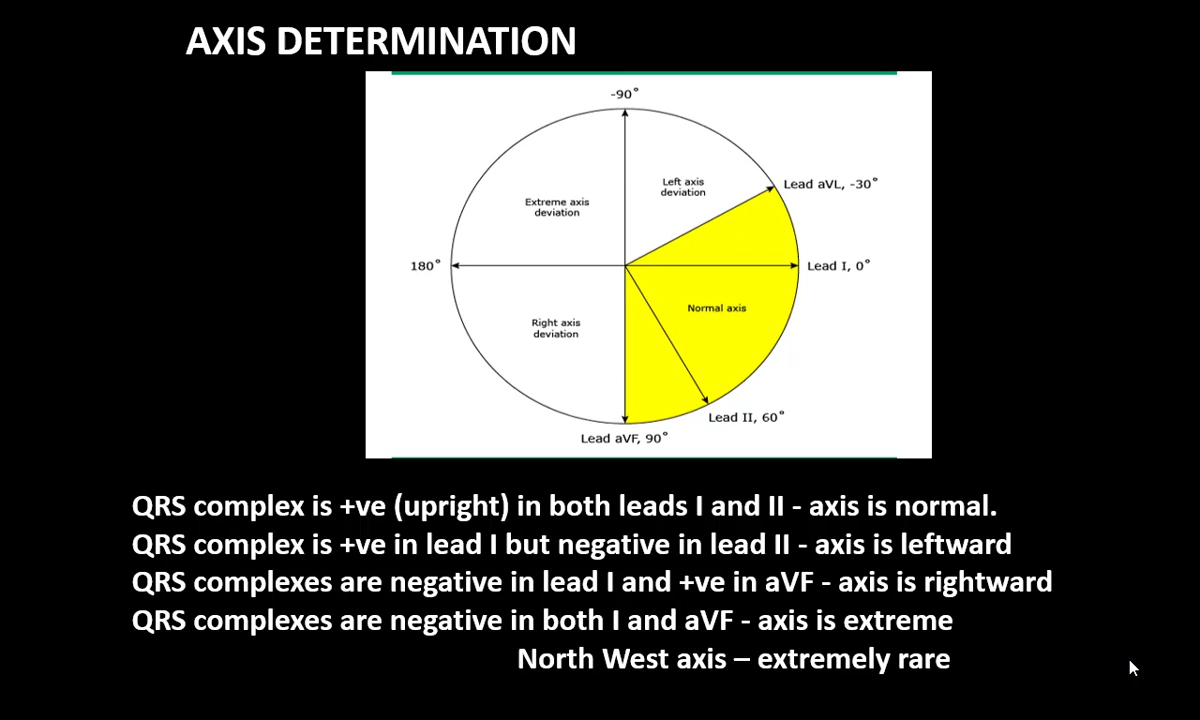 AXIS DETERMINATION
-90°
Left axis
deviation
Lead aVL, -30°
Extreme axis
deviation
180°
Lead I, 0°
Normal axis
Right axis
deviation
Lead II, 60°
Lead aVF, 90°
QRS complex is +ve (upright) in both leads I and II - axis is normal.
QRS complex is +ve in lead I but negative in lead II - axis is leftward
QRS complexes are negative in lead I and +ve in aVF - axis is rightward
QRS complexes are negative in both I and aVF - axis is extreme
North West axis – extremely rare